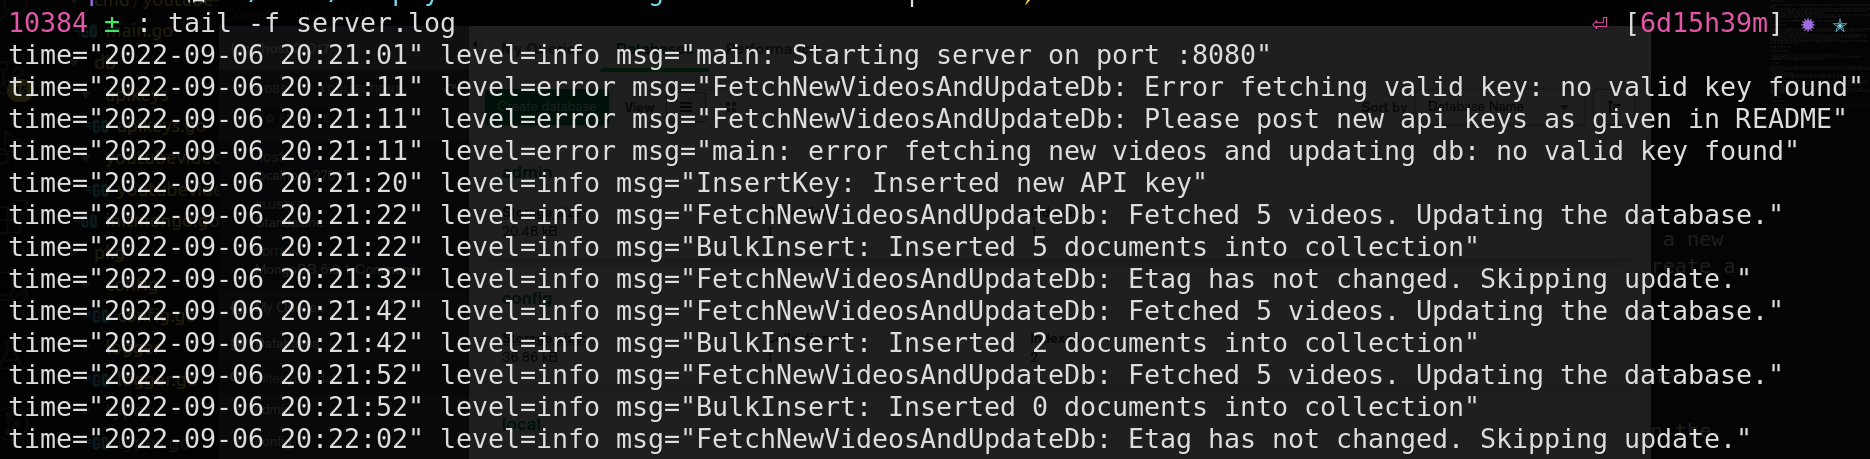 10384 ± : tail -f server.log ⏎ [6d15h39m] ✹ ✭
time="2022-09-06 20:21:01" level=info msg="main: Starting server on port :8080"
time="2022-09-06 20:21:11" level=error msg="FetchNewVideosAndUpdateDb: Error fetching valid key: no valid key found"
time="2022-09-06 20:21:11" level=error msg="FetchNewVideosAndUpdateDb: Please post new api keys as given in README"
time="2022-09-06 20:21:11" level=error msg="main: error fetching new videos and updating db: no valid key found"
time="2022-09-06 20:21:20" level=info msg="InsertKey: Inserted new API key"
time="2022-09-06 20:21:22" level=info msg="FetchNewVideosAndUpdateDb: Fetched 5 videos. Updating the database."
time="2022-09-06 20:21:22" level=info msg="BulkInsert: Inserted 5 documents into collection"
time="2022-09-06 20:21:32" level=info msg="FetchNewVideosAndUpdateDb: Etag has not changed. Skipping update."
time="2022-09-06 20:21:42" level=info msg="FetchNewVideosAndUpdateDb: Fetched 5 videos. Updating the database."
time="2022-09-06 20:21:42" level=info msg="BulkInsert: Inserted 2 documents into collection"
time="2022-09-06 20:21:52" level=info msg="FetchNewVideosAndUpdateDb: Fetched 5 videos. Updating the database."
time="2022-09-06 20:21:52" level=info msg="BulkInsert: Inserted 0 documents into collection"
time="2022-09-06 20:22:02" level=info msg="FetchNewVideosAndUpdateDb: Etag has not changed. Skipping update."